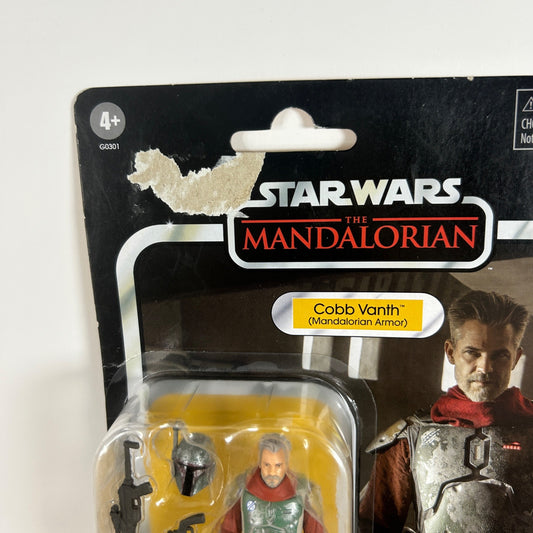 4+
G0301
STAR WARS
THE
MANDALORIAN
Cobb Vanth™
(Mandalorian Armor)